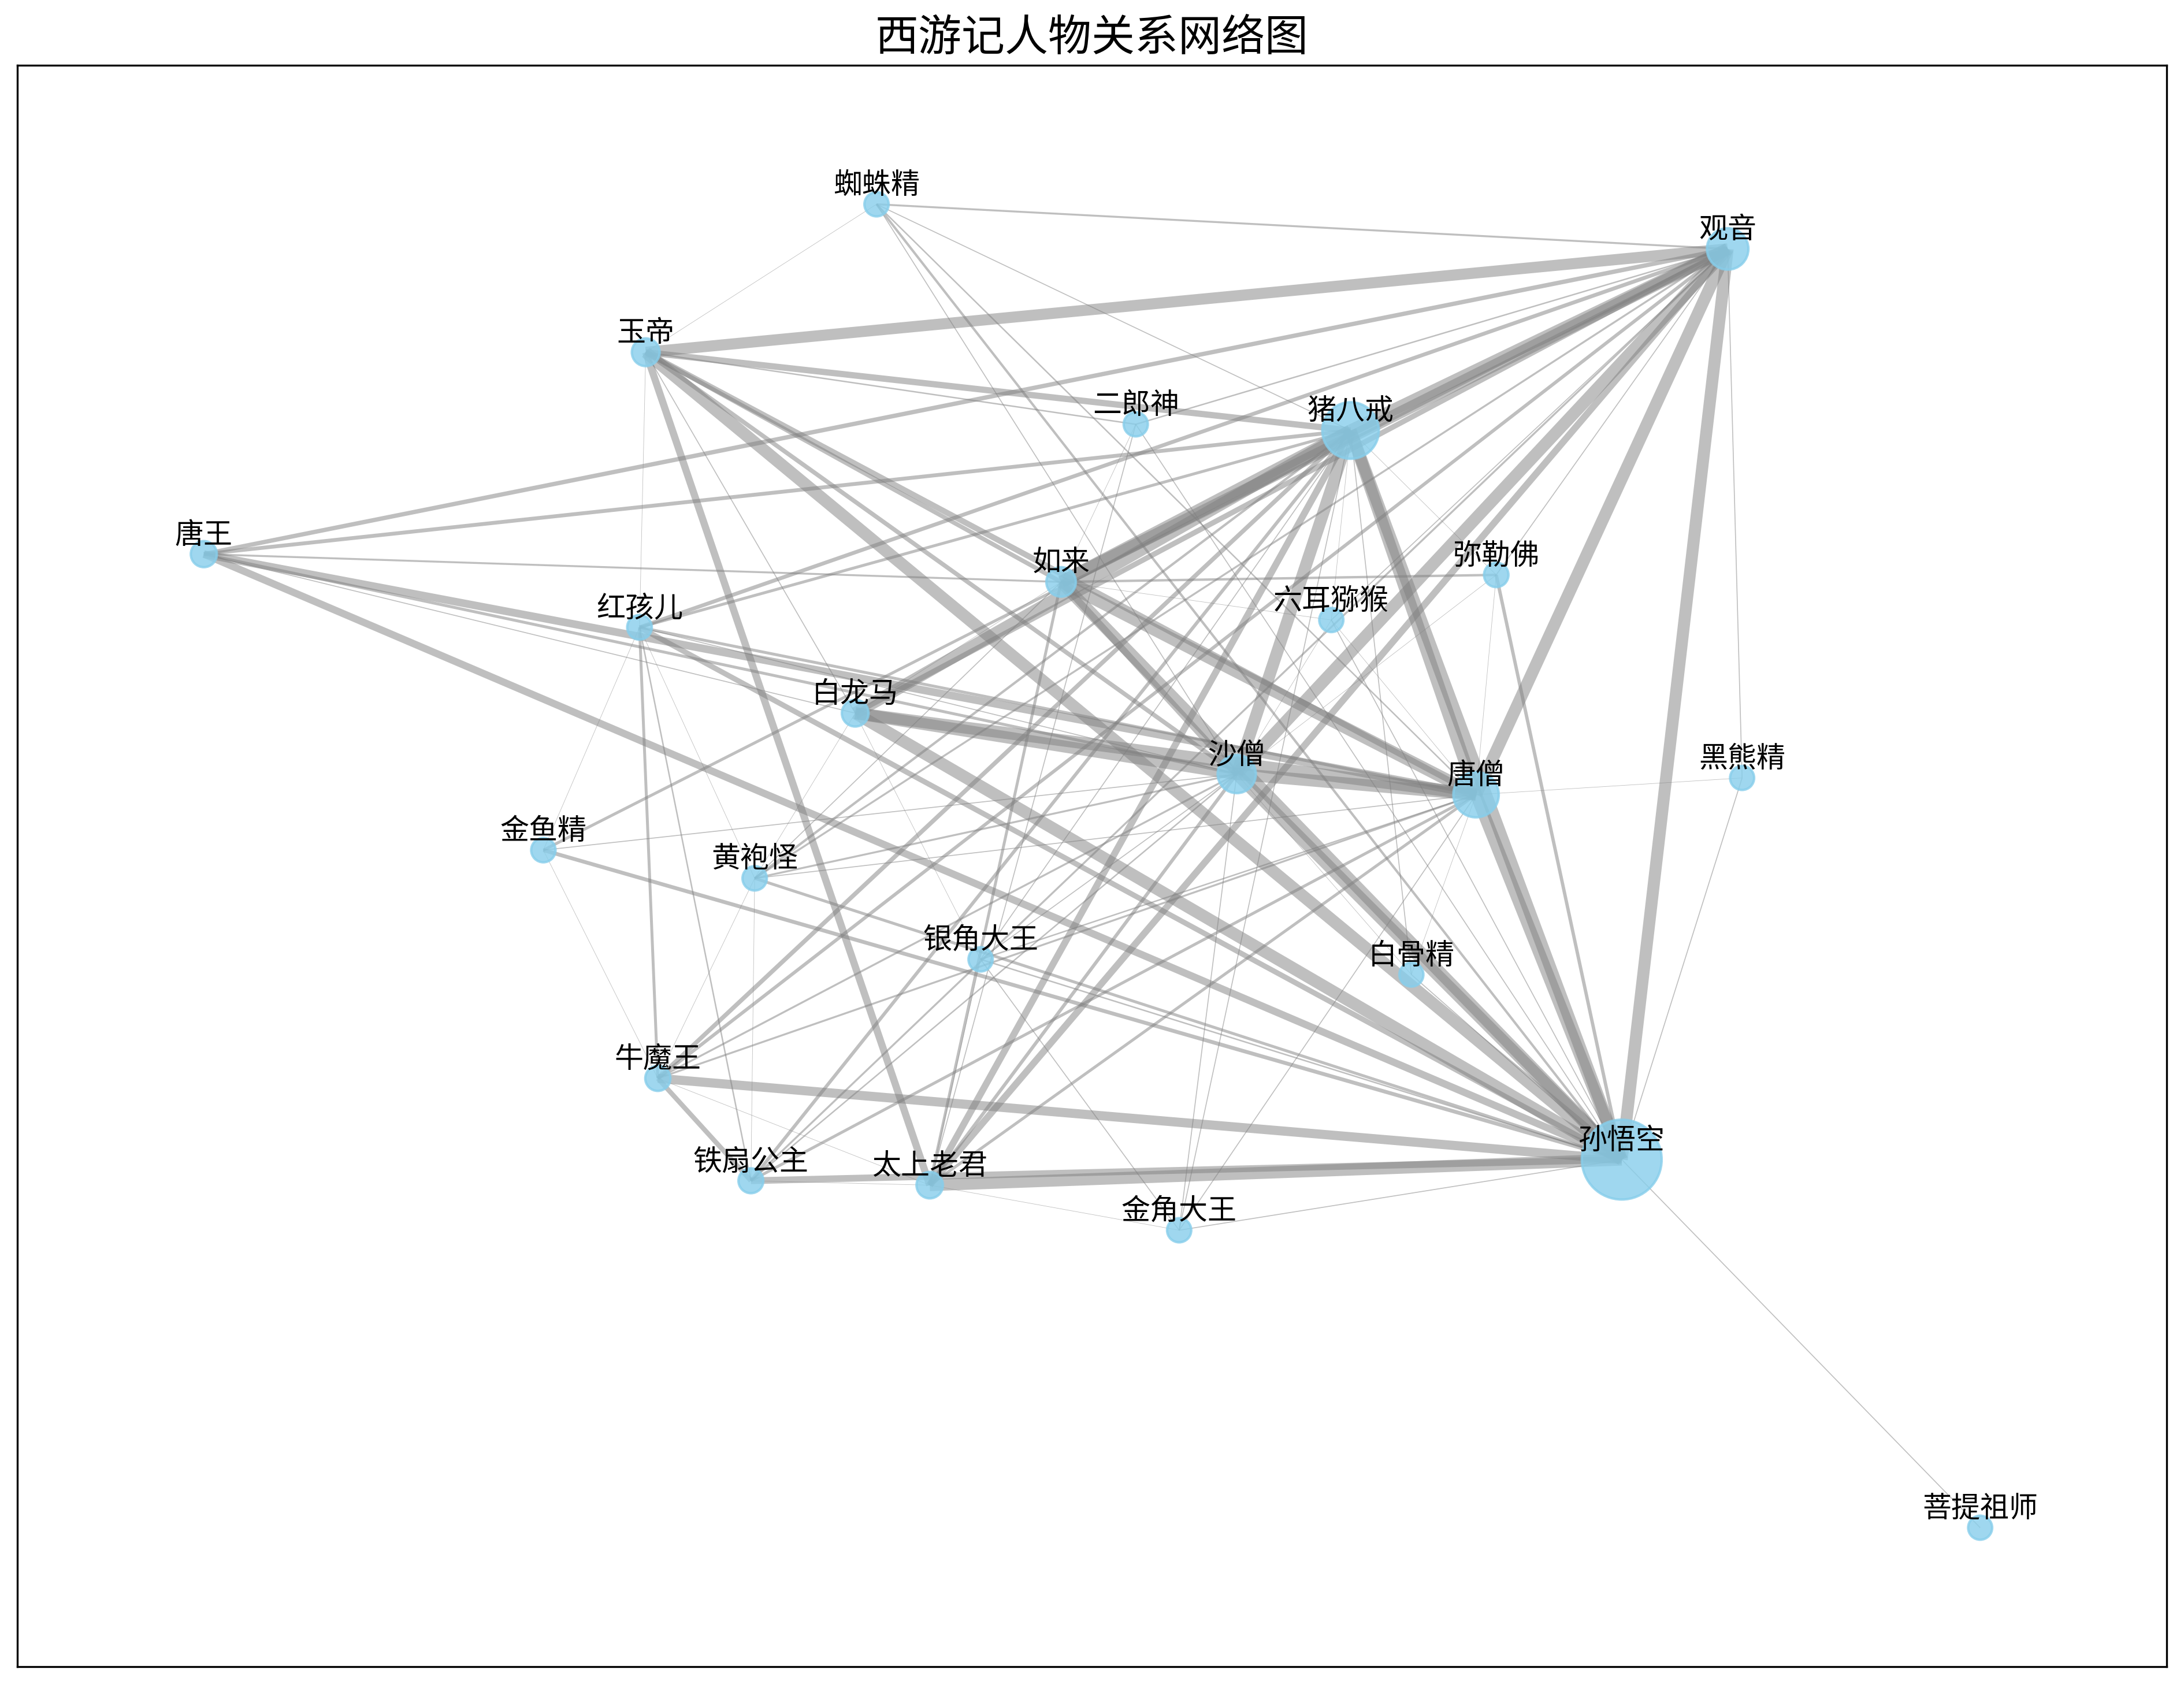 西游记人物关系网络图
蜘蛛精
观音
玉帝
二郎神
猪八戒
唐王
如来
弥勒佛
红孩儿
六耳猕猴
白龙马
沙僧
唐僧
黑熊精
金鱼精
黄袍怪
银角大王
白骨精
牛魔王
孙悟空
铁扇公主
太上老君
金角大王
菩提祖师